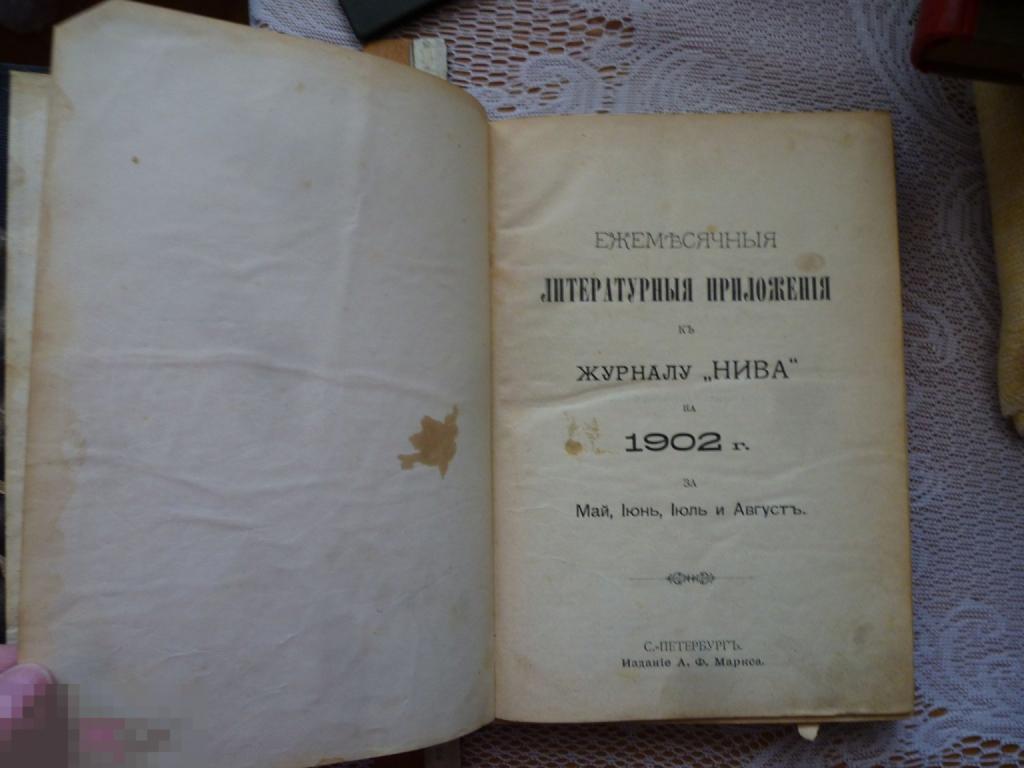 ЕЖЕМѢСЯЧНЫЯ
ЛИТЕРАТУРНЫЯ ПРИЛОЖЕНІЯ
КЪ
ЖУРНАЛУ „НИВА“
НА
1902 г.
ЗА
Май, Іюнь, Іюль и Августъ.
С.-ПЕТЕРБУРГЪ.
Изданіе А. Ф. Маркса.